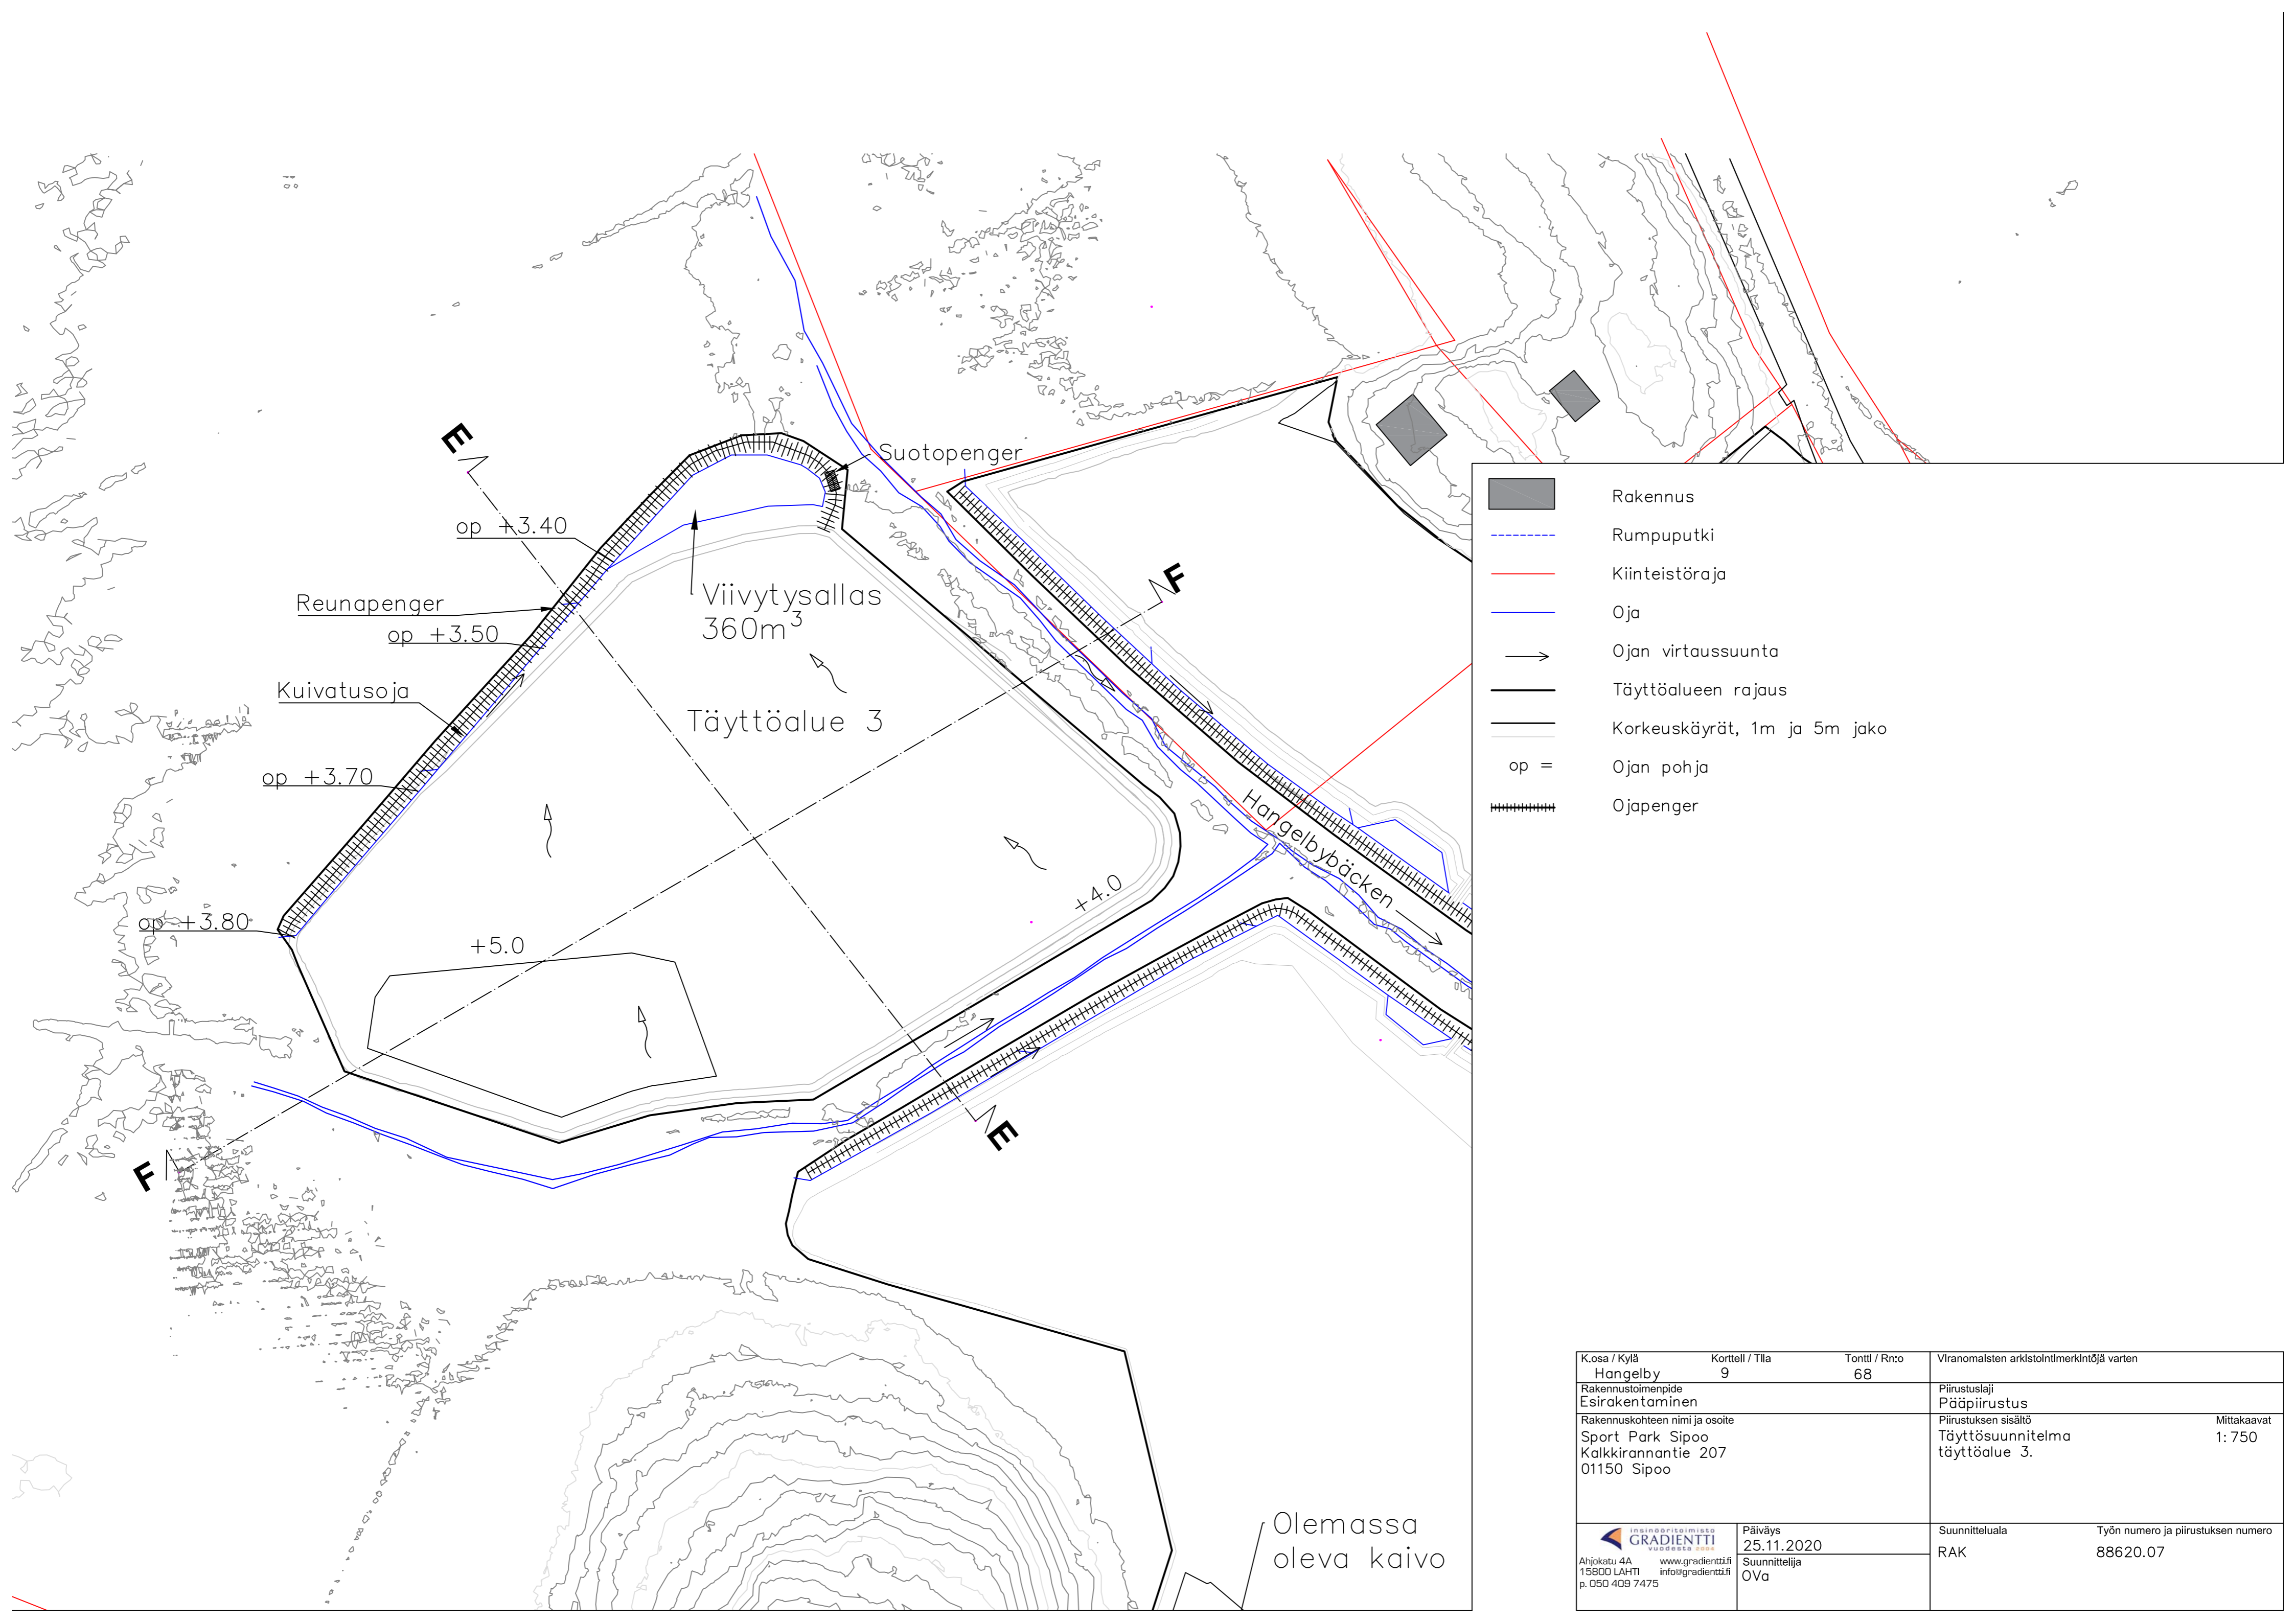 E
Suotopenger
op +3.40
Viivytysallas
360m³
F
Reunapenger
op +3.50
Kuivatusoja
Täyttöalue 3
op +3.70
Hangelbybäcken
+4.0
op +3.80
+5.0
E
F
Olemassa
oleva kaivo
Rakennus
Rumpuputki
Kiinteistöraja
Oja
Ojan virtaussuunta
Täyttöalueen rajaus
Korkeuskäyrät, 1m ja 5m jako
op = Ojan pohja
Ojapenger
K.osa / Kylä Kortteli / Tila Tontti / Rn:o Viranomaisten arkistointimerkintöjä varten
Hangelby 9 68
Rakennustoimenpide Piirustuslaji
Esirakentaminen Pääpiirustus
Rakennuskohteen nimi ja osoite Piirustuksen sisältö Mittakaavat
Sport Park Sipoo Täyttösuunnitelma 1:750
Kalkkirannantie 207 täyttöalue 3.
01150 Sipoo
insinööritoimisto
GRADIENTTI
vuodesta 2004
Ahjokatu 4A www.gradientti.fi
15800 LAHTI info@gradientti.fi
p. 050 409 7475
Päiväys
25.11.2020
Suunnittelija
OVa
Suunnitteluala Työn numero ja piirustuksen numero
RAK 88620.07